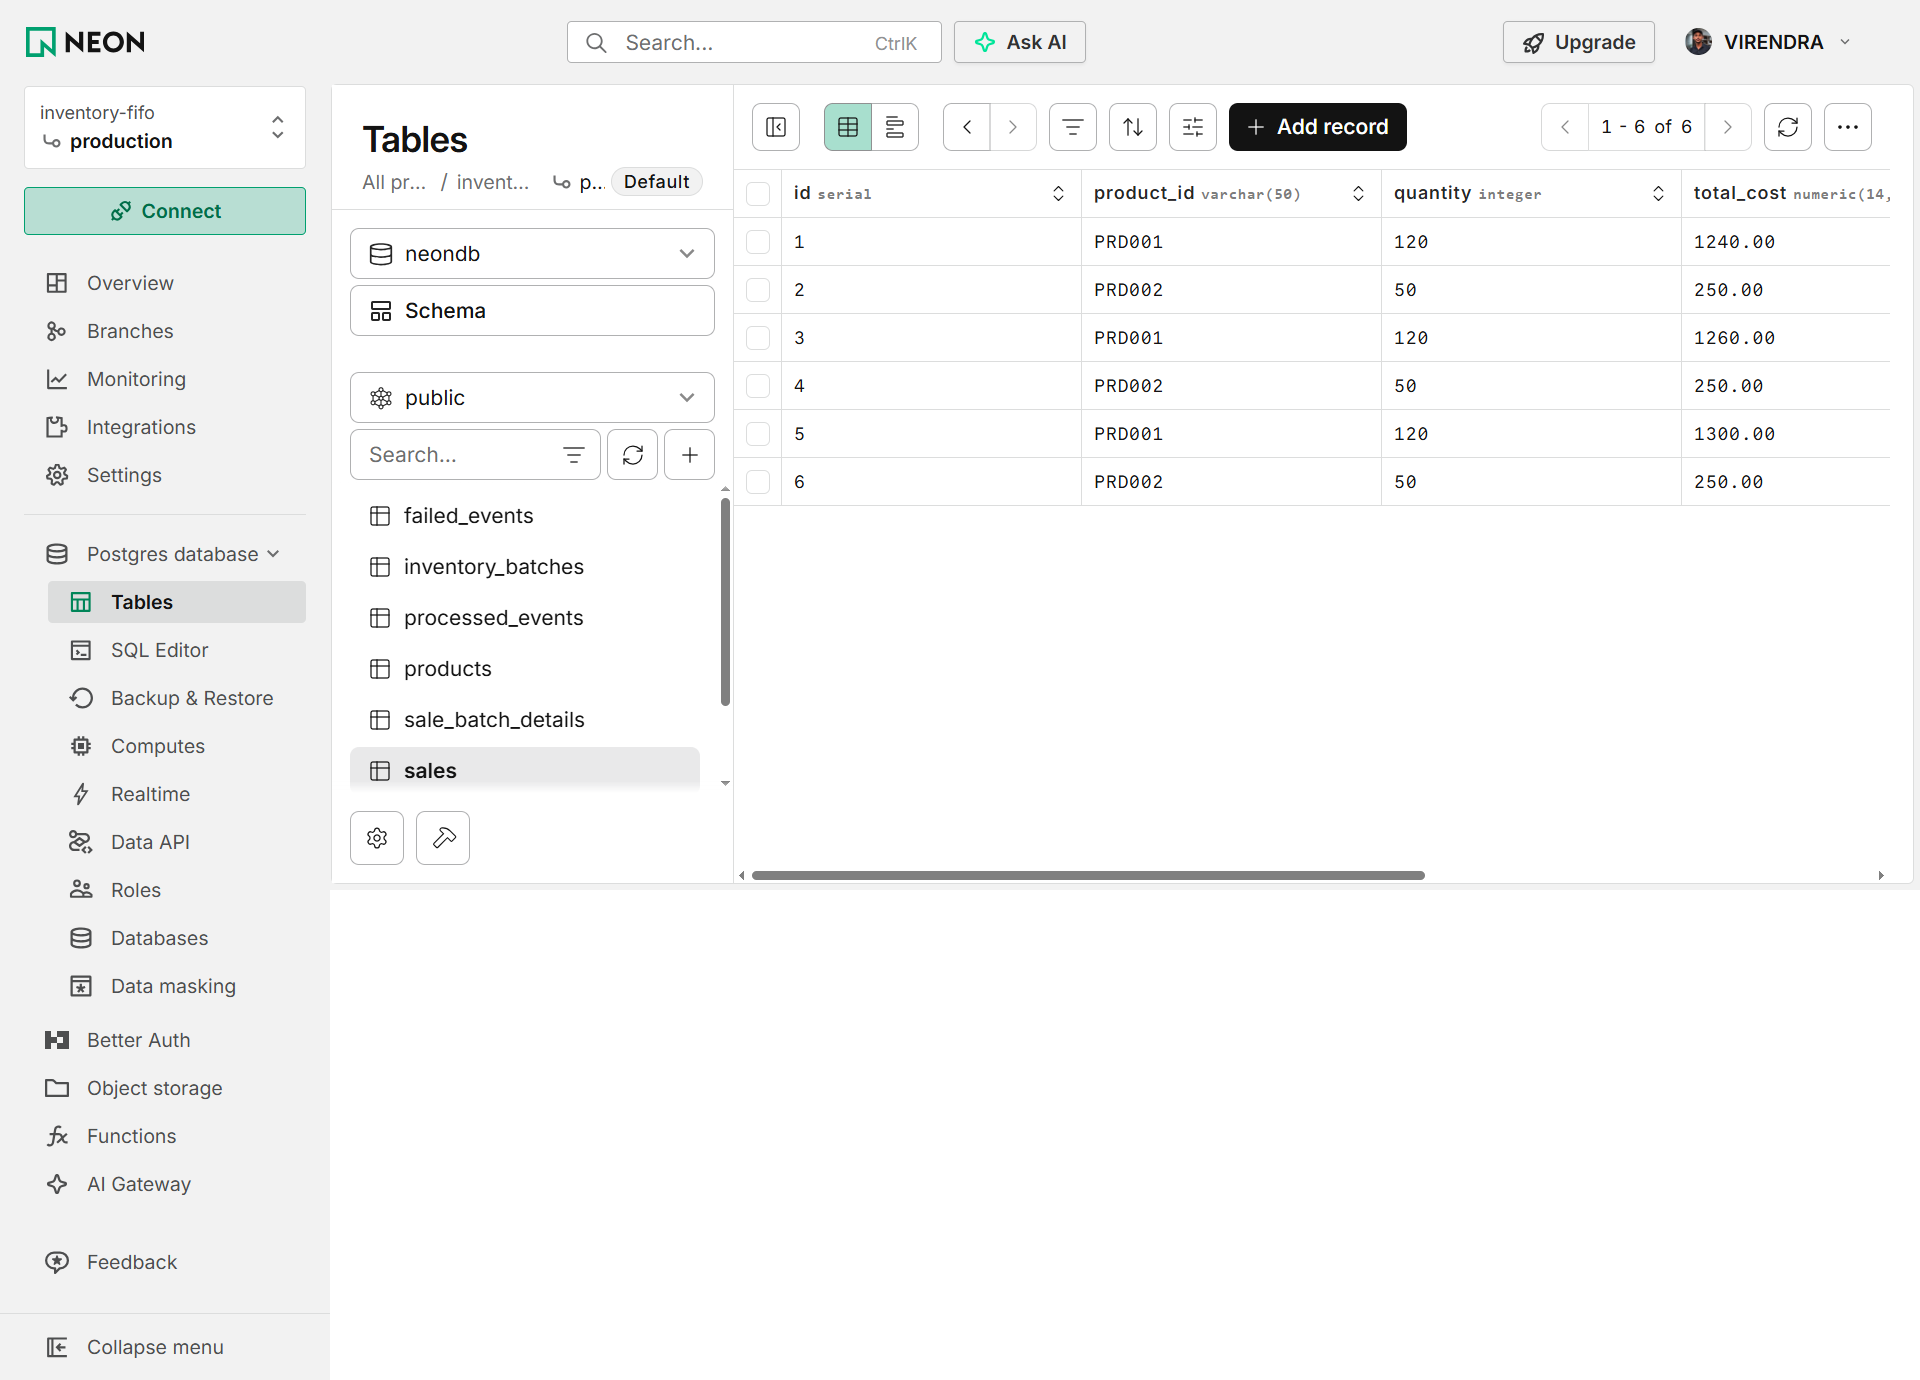 NEON
Search... CtrlK
Ask AI
Upgrade
VIRENDRA
inventory-fifo
production
Connect
Overview
Branches
Monitoring
Integrations
Settings
Postgres database
Tables
SQL Editor
Backup & Restore
Computes
Realtime
Data API
Roles
Databases
Data masking
Better Auth
Object storage
Functions
AI Gateway
Feedback
Collapse menu
Tables
All pr... / invent... p... Default
neondb
Schema
public
Search...
failed_events
inventory_batches
processed_events
products
sale_batch_details
sales
Add record
1 - 6 of 6
id serial product_id varchar(50) quantity integer total_cost numeric(14,
1 PRD001 120 1240.00
2 PRD002 50 250.00
3 PRD001 120 1260.00
4 PRD002 50 250.00
5 PRD001 120 1300.00
6 PRD002 50 250.00